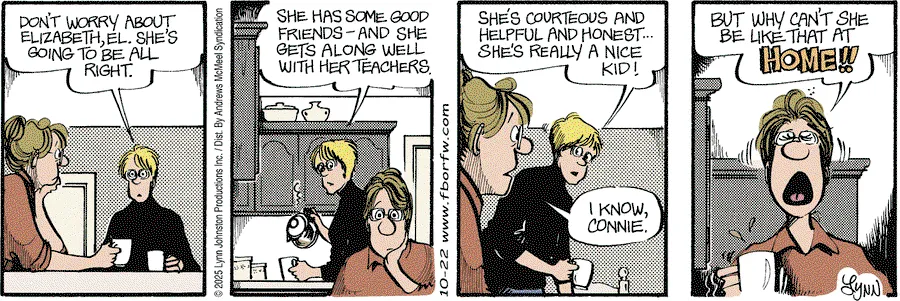 DON'T WORRY ABOUT
ELIZABETH, EL. SHE'S
GOING TO BE ALL
RIGHT.
© 2025 Lynn Johnston Productions Inc. / Dist. By Andrews McMeel Syndication
SHE HAS SOME GOOD
FRIENDS - AND SHE
GETS ALONG WELL
WITH HER TEACHERS.
10-22 www.fborfw.com
SHE'S COURTEOUS AND
HELPFUL AND HONEST...
SHE'S REALLY A NICE
KID!
I KNOW,
CONNIE.
BUT WHY CAN'T SHE
BE LIKE THAT AT
HOME!!
LYNN